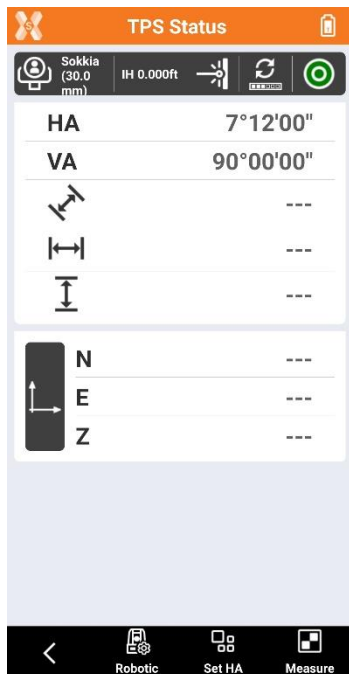 TPS Status
Sokkia
(30.0
mm)
IH 0.000ft
HA 7°12'00"
VA 90°00'00"
---
---
---
N ---
E ---
Z ---
Robotic Set HA Measure